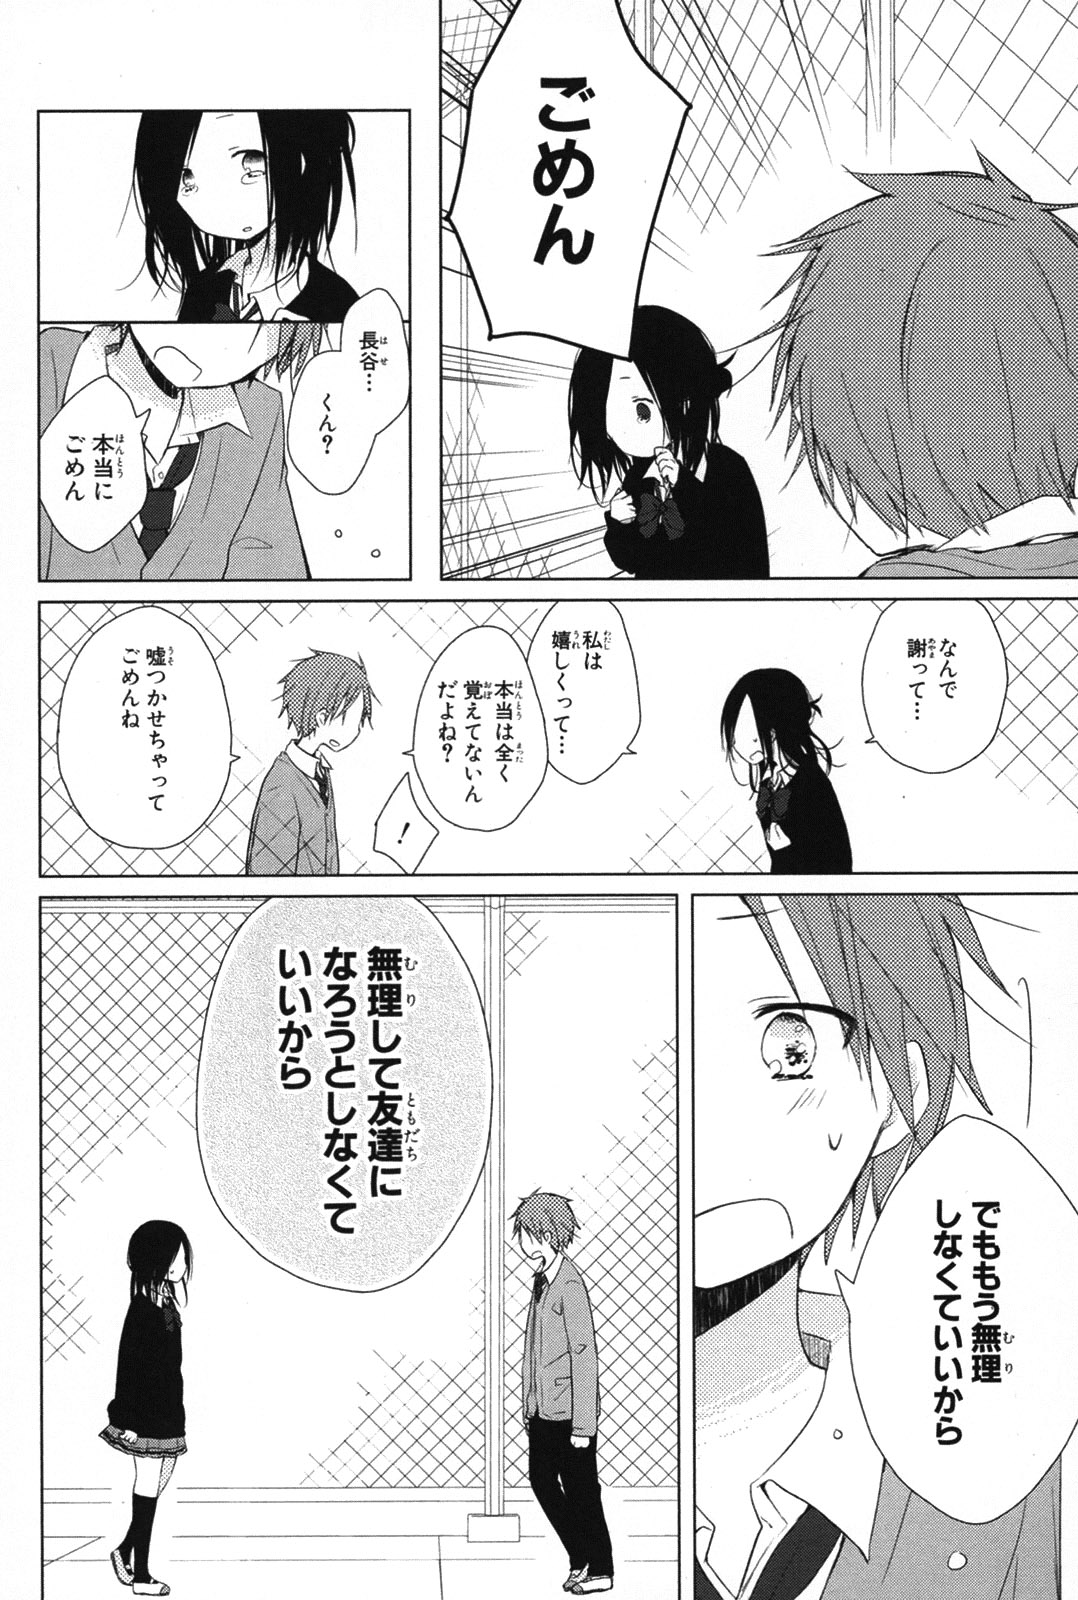 ごめん
長谷…
くん?
本当に
ごめん
なんで
謝って…
私は
嬉しくって…
本当は全く
覚えてないん
だよね?
!
嘘つかせちゃって
ごめんね
でももう無理
しなくていいから
無理して友達に
なろうとしなくて
いいから